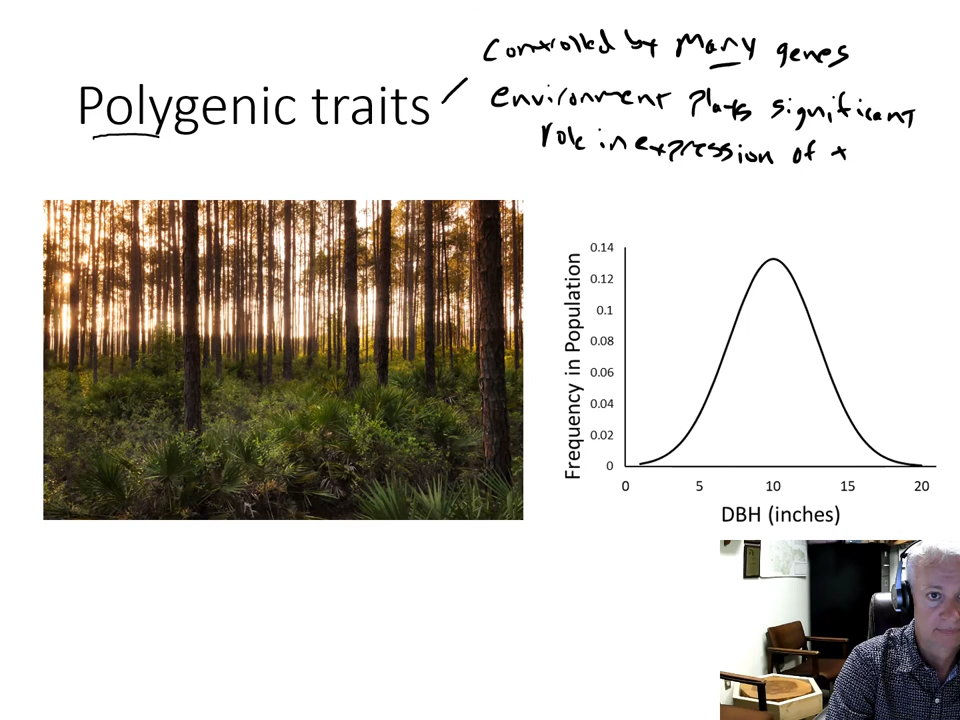 controlled by many genes
Polygenic traits
environment plays significant
role in expression of t
Frequency in Population
0.14
0.12
0.1
0.08
0.06
0.04
0.02
0
0
5
10
15
20
DBH (inches)